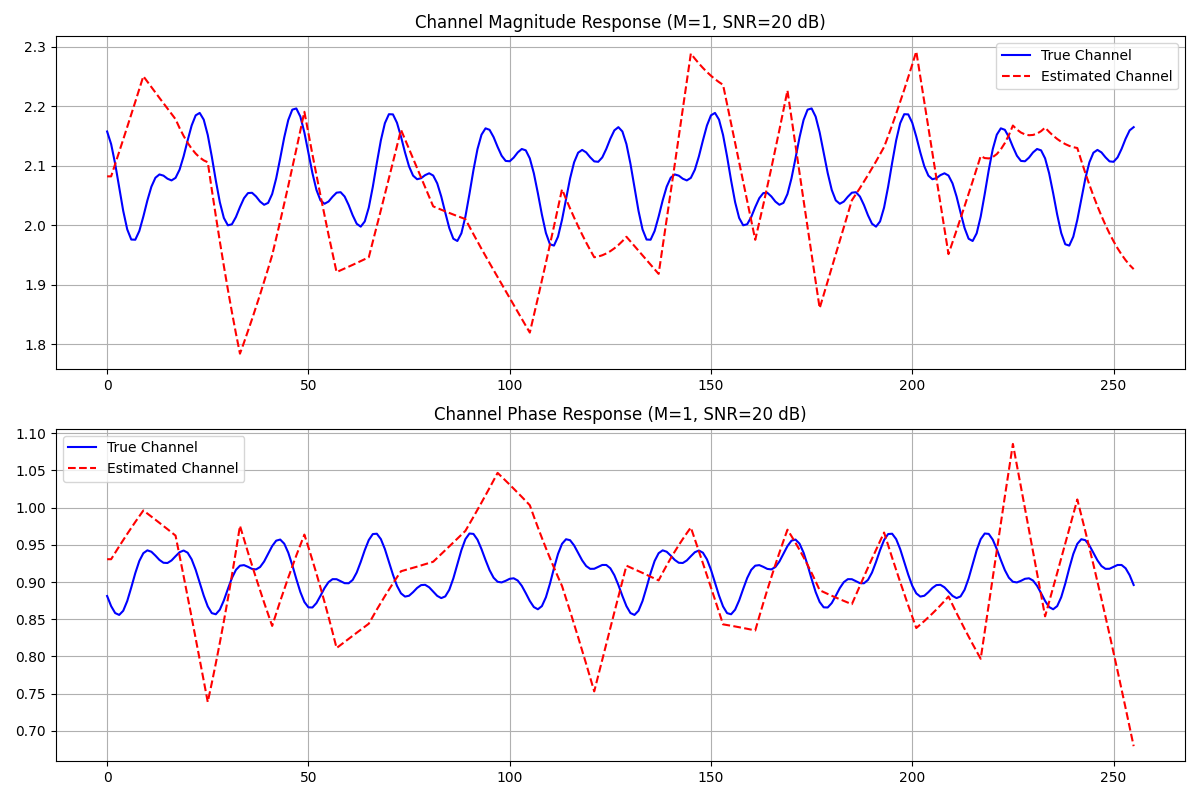 Channel Magnitude Response (M=1, SNR=20 dB)
2.3
2.2
2.1
2.0
1.9
1.8
True Channel
Estimated Channel
0 50 100 150 200 250
Channel Phase Response (M=1, SNR=20 dB)
1.10
1.05
1.00
0.95
0.90
0.85
0.80
0.75
0.70
True Channel
Estimated Channel
0 50 100 150 200 250